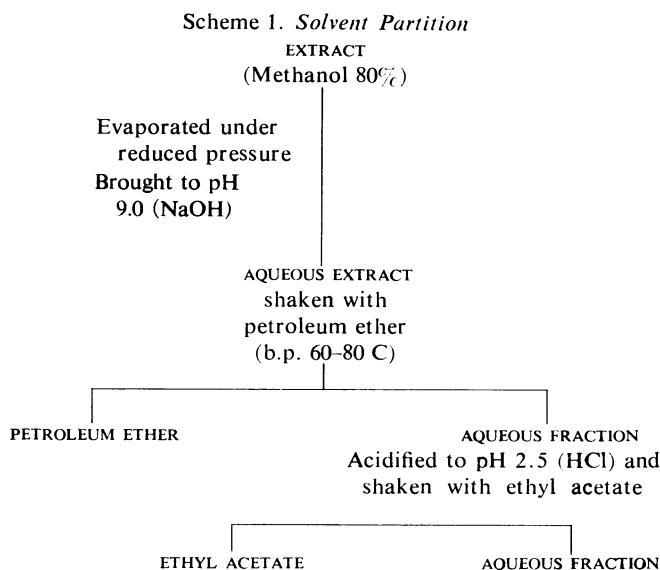 Scheme 1. Solvent Partition
EXTRACT
(Methanol 80%)
Evaporated under
reduced pressure
Brought to pH
9.0 (NaOH)
AQUEOUS EXTRACT
shaken with
petroleum ether
(b.p. 60–80 C)
PETROLEUM ETHER
AQUEOUS FRACTION
Acidified to pH 2.5 (HCl) and
shaken with ethyl acetate
ETHYL ACETATE
AQUEOUS FRACTION